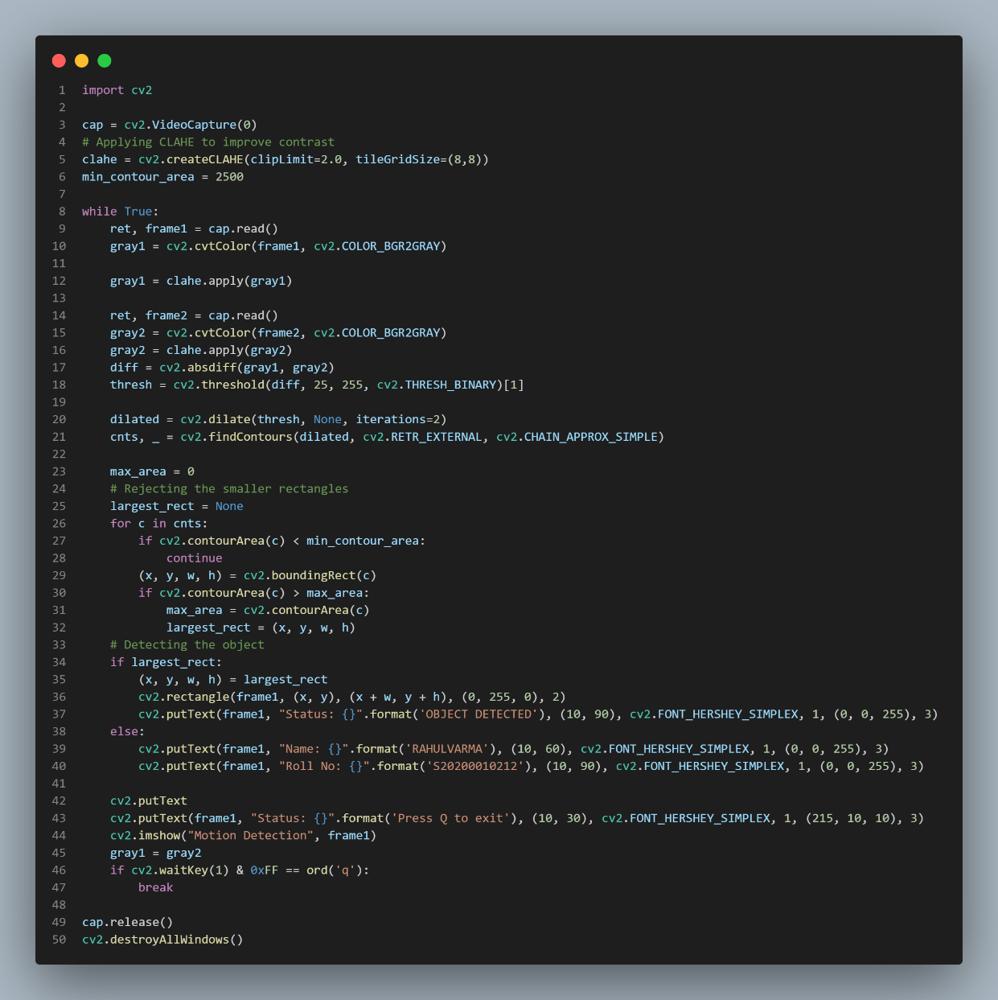 1 import cv2
2
3 cap = cv2.VideoCapture(0)
4 # Applying CLAHE to improve contrast
5 clahe = cv2.createCLAHE(clipLimit=2.0, tileGridSize=(8,8))
6 min_contour_area = 2500
7
8 while True:
9     ret, frame1 = cap.read()
10     gray1 = cv2.cvtColor(frame1, cv2.COLOR_BGR2GRAY)
11
12     gray1 = clahe.apply(gray1)
13
14     ret, frame2 = cap.read()
15     gray2 = cv2.cvtColor(frame2, cv2.COLOR_BGR2GRAY)
16     gray2 = clahe.apply(gray2)
17     diff = cv2.absdiff(gray1, gray2)
18     thresh = cv2.threshold(diff, 25, 255, cv2.THRESH_BINARY)[1]
19
20     dilated = cv2.dilate(thresh, None, iterations=2)
21     cnts, _ = cv2.findContours(dilated, cv2.RETR_EXTERNAL, cv2.CHAIN_APPROX_SIMPLE)
22
23     max_area = 0
24     # Rejecting the smaller rectangles
25     largest_rect = None
26     for c in cnts:
27         if cv2.contourArea(c) < min_contour_area:
28             continue
29         (x, y, w, h) = cv2.boundingRect(c)
30         if cv2.contourArea(c) > max_area:
31             max_area = cv2.contourArea(c)
32             largest_rect = (x, y, w, h)
33     # Detecting the object
34     if largest_rect:
35         (x, y, w, h) = largest_rect
36         cv2.rectangle(frame1, (x, y), (x + w, y + h), (0, 255, 0), 2)
37         cv2.putText(frame1, "Status: {}".format('OBJECT DETECTED'), (10, 90), cv2.FONT_HERSHEY_SIMPLEX, 1, (0, 0, 255), 3)
38     else:
39         cv2.putText(frame1, "Name: {}".format('RAHULVARMA'), (10, 60), cv2.FONT_HERSHEY_SIMPLEX, 1, (0, 0, 255), 3)
40         cv2.putText(frame1, "Roll No: {}".format('S20200010212'), (10, 90), cv2.FONT_HERSHEY_SIMPLEX, 1, (0, 0, 255), 3)
41
42     cv2.putText
43     cv2.putText(frame1, "Status: {}".format('Press Q to exit'), (10, 30), cv2.FONT_HERSHEY_SIMPLEX, 1, (215, 10, 10), 3)
44     cv2.imshow("Motion Detection", frame1)
45     gray1 = gray2
46     if cv2.waitKey(1) & 0xFF == ord('q'):
47         break
48
49 cap.release()
50 cv2.destroyAllWindows()